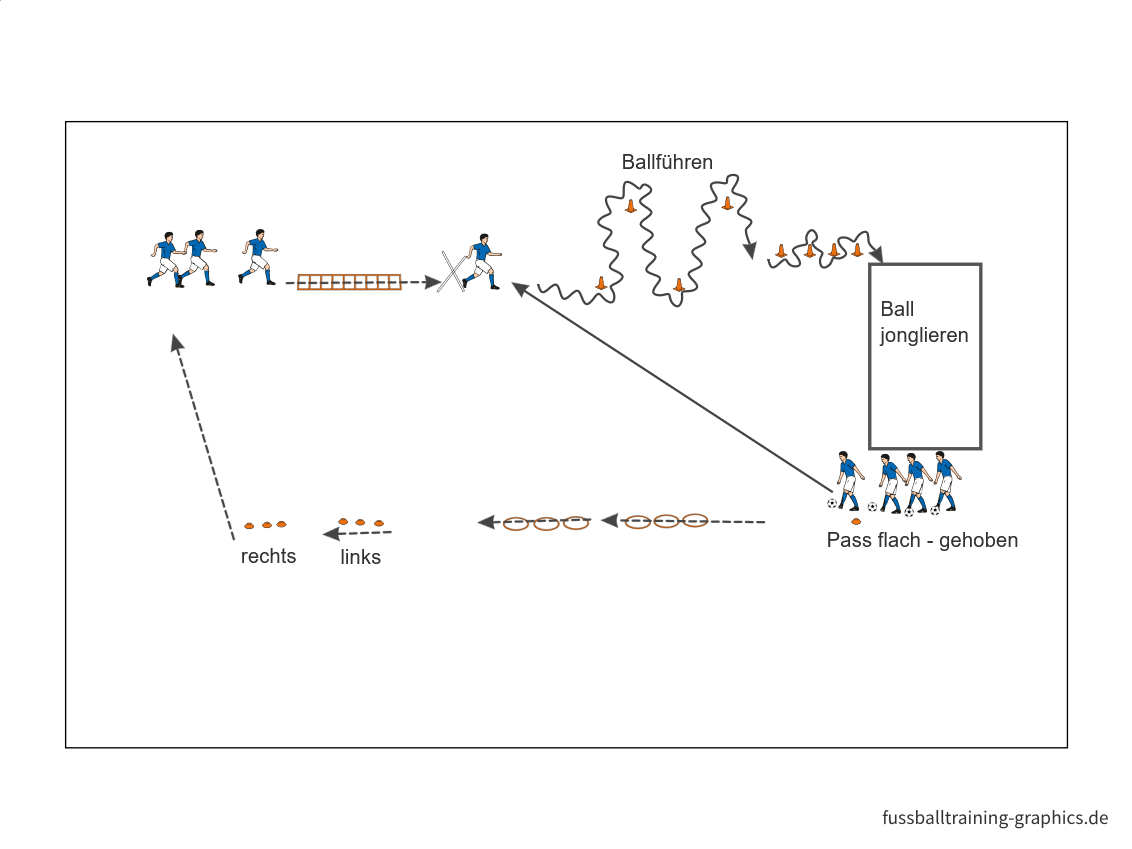 Ballführen
Ball
jonglieren
Pass flach - gehoben
rechts
links
fussballtraining-graphics.de